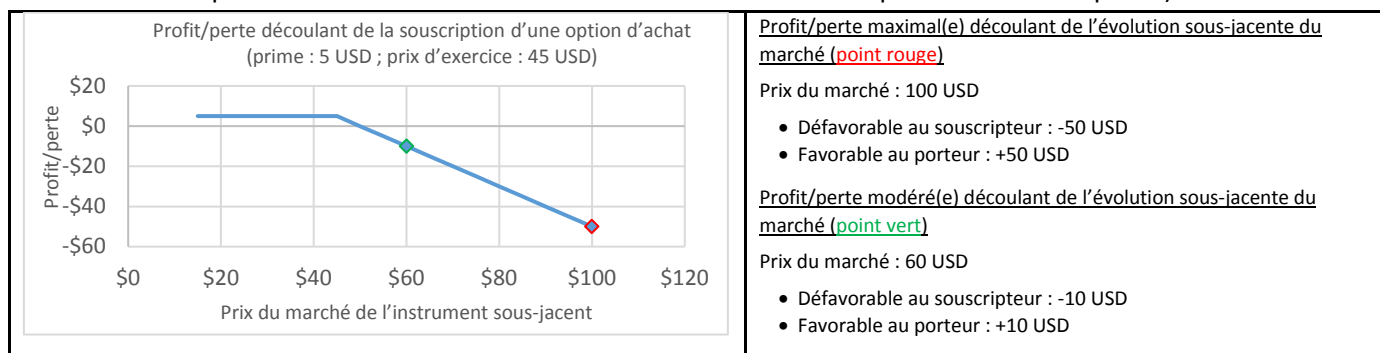 Profit/perte découlant de la souscription d'une option d'achat
(prime : 5 USD ; prix d'exercice : 45 USD)
$20
$0
-$20
-$40
-$60
Profit/perte
$0 $20 $40 $60 $80 $100 $120
Prix du marché de l'instrument sous-jacent
Profit/perte maximal(e) découlant de l'évolution sous-jacente du
marché (point rouge)
Prix du marché : 100 USD
• Défavorable au souscripteur : -50 USD
• Favorable au porteur : +50 USD
Profit/perte modéré(e) découlant de l'évolution sous-jacente du
marché (point vert)
Prix du marché : 60 USD
• Défavorable au souscripteur : -10 USD
• Favorable au porteur : +10 USD